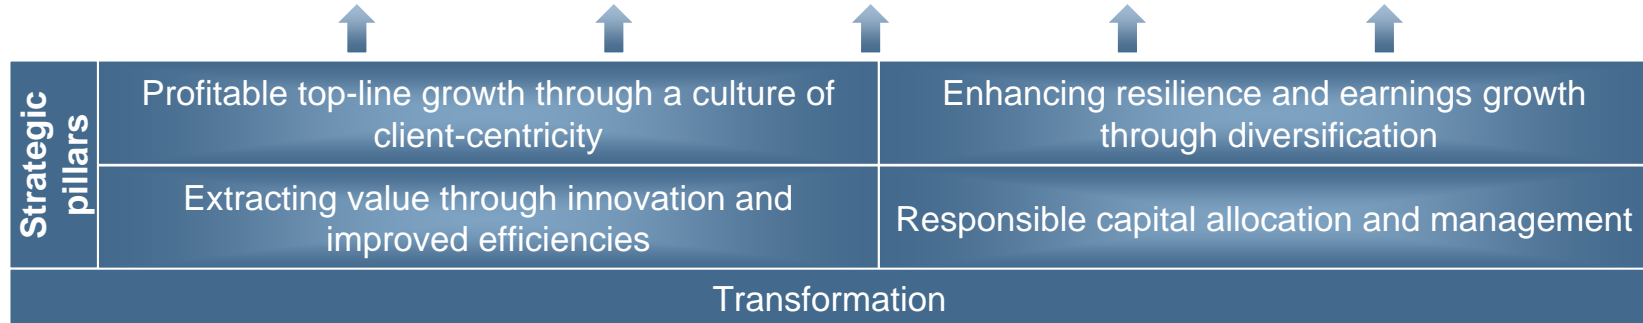 Strategic
pillars
Profitable top-line growth through a culture of
client-centricity
Enhancing resilience and earnings growth
through diversification
Extracting value through innovation and
improved efficiencies
Responsible capital allocation and management
Transformation